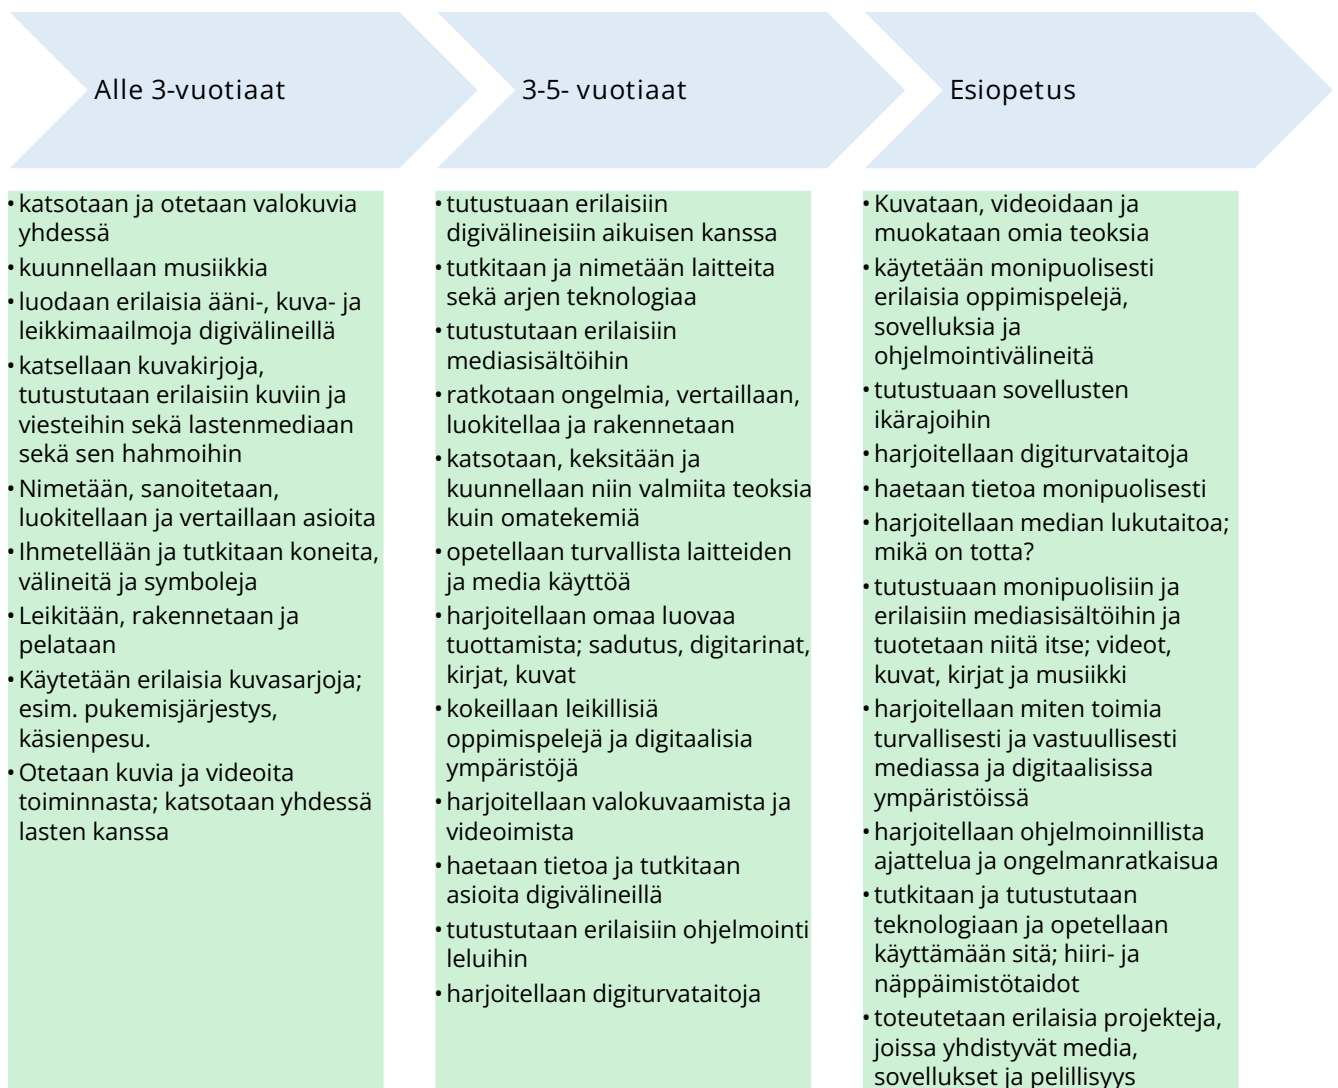 Alle 3-vuotiaat
• katsotaan ja otetaan valokuvia
yhdessä
• kuunnellaan musiikkia
• luodaan erilaisia ääni-, kuva- ja
leikkimaailmoja digivälineillä
• katsellaan kuvakirjoja,
tutustutaan erilaisiin kuviin ja
viesteihin sekä lastenmediaan
sekä sen hahmoihin
• Nimetään, sanoitetaan,
luokitellaan ja vertaillaan asioita
• Ihmetellään ja tutkitaan koneita,
välineitä ja symboleja
• Leikitään, rakennetaan ja
pelataan
• Käytetään erilaisia kuvasarjoja;
esim. pukemisjärjestys,
käsienpesu.
• Otetaan kuvia ja videoita
toiminnasta; katsotaan yhdessä
lasten kanssa
3-5- vuotiaat
• tutustuaan erilaisiin
digivälineisiin aikuisen kanssa
• tutkitaan ja nimetään laitteita
sekä arjen teknologiaa
• tutustutaan erilaisiin
mediasisältöihin
• ratkotaan ongelmia, vertaillaan,
luokitellaa ja rakennetaan
• katsotaan, keksitään ja
kuunnellaan niin valmiita teoksia
kuin omatekemiä
• opetellaan turvallista laitteiden
ja media käyttöä
• harjoitellaan omaa luovaa
tuottamista; sadutus, digitarinat,
kirjat, kuvat
• kokeillaan leikillisiä
oppimispelejä ja digitaalisia
ympäristöjä
• harjoitellaan valokuvaamista ja
videoimista
• haetaan tietoa ja tutkitaan
asioita digivälineillä
• tutustutaan erilaisiin ohjelmointi
leluihin
• harjoitellaan digiturvataitoja
Esiopetus
• Kuvataan, videoidaan ja
muokataan omia teoksia
• käytetään monipuolisesti
erilaisia oppimispelejä,
sovelluksia ja
ohjelmointivälineitä
• tutustuaan sovellusten
ikärajoihin
• harjoitellaan digiturvataitoja
• haetaan tietoa monipuolisesti
• harjoitellaan median lukutaitoa;
mikä on totta?
• tutustuaan monipuolisiin ja
erilaisiin mediasisältöihin ja
tuotetaan niitä itse; videot,
kuvat, kirjat ja musiikki
• harjoitellaan miten toimia
turvallisesti ja vastuullisesti
mediassa ja digitaalisissa
ympäristöissä
• harjoitellaan ohjelmoinnillista
ajattelua ja ongelmanratkaisua
• tutkitaan ja tutustutaan
teknologiaan ja opetellaan
käyttämään sitä; hiiri- ja
näppäimistötaidot
• toteutetaan erilaisia projekteja,
joissa yhdistyvät media,
sovellukset ja pelillisyys